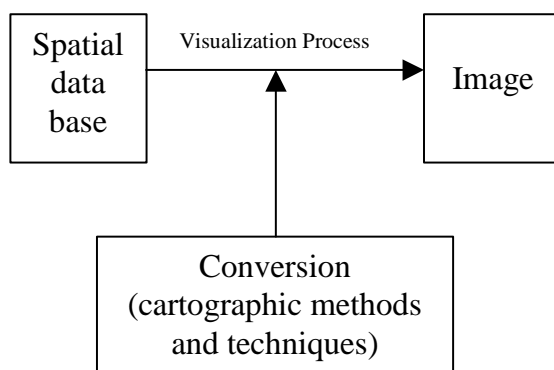 Spatial
data
base
Visualization Process
Image
Conversion
(cartographic methods
and techniques)